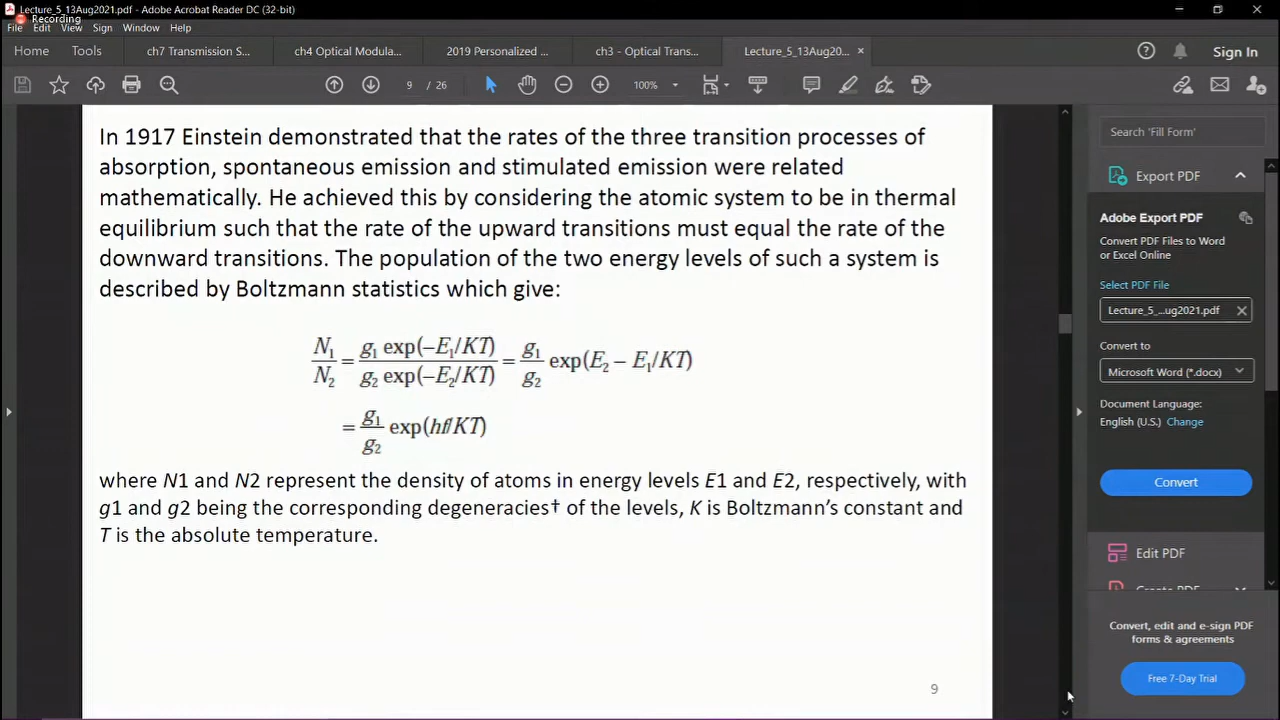 Lecture_5_13Aug2021.pdf - Adobe Acrobat Reader DC (32-bit)
Recording
File Edit View Sign Window Help
Home Tools ch7 Transmission S... ch4 Optical Modula... 2019 Personalized ... ch3 - Optical Trans... Lecture_5_13Aug20... × Sign In
9 / 26 100%
In 1917 Einstein demonstrated that the rates of the three transition processes of
absorption, spontaneous emission and stimulated emission were related
mathematically. He achieved this by considering the atomic system to be in thermal
equilibrium such that the rate of the upward transitions must equal the rate of the
downward transitions. The population of the two energy levels of such a system is
described by Boltzmann statistics which give:
N₁/N₂ = g₁ exp(−E₁/KT)/g₂ exp(−E₂/KT) = g₁/g₂ exp(E₂ − E₁/KT)
= g₁/g₂ exp(hf/KT)
where N1 and N2 represent the density of atoms in energy levels E1 and E2, respectively, with
g1 and g2 being the corresponding degeneracies† of the levels, K is Boltzmann's constant and
T is the absolute temperature.
9
Search 'Fill Form'
Export PDF
Adobe Export PDF
Convert PDF Files to Word
or Excel Online
Select PDF File
Lecture_5_...ug2021.pdf
Convert to
Microsoft Word (*.docx)
Document Language:
English (U.S.) Change
Convert
Edit PDF
Create PDF
Convert, edit and e-sign PDF
forms & agreements
Free 7-Day Trial